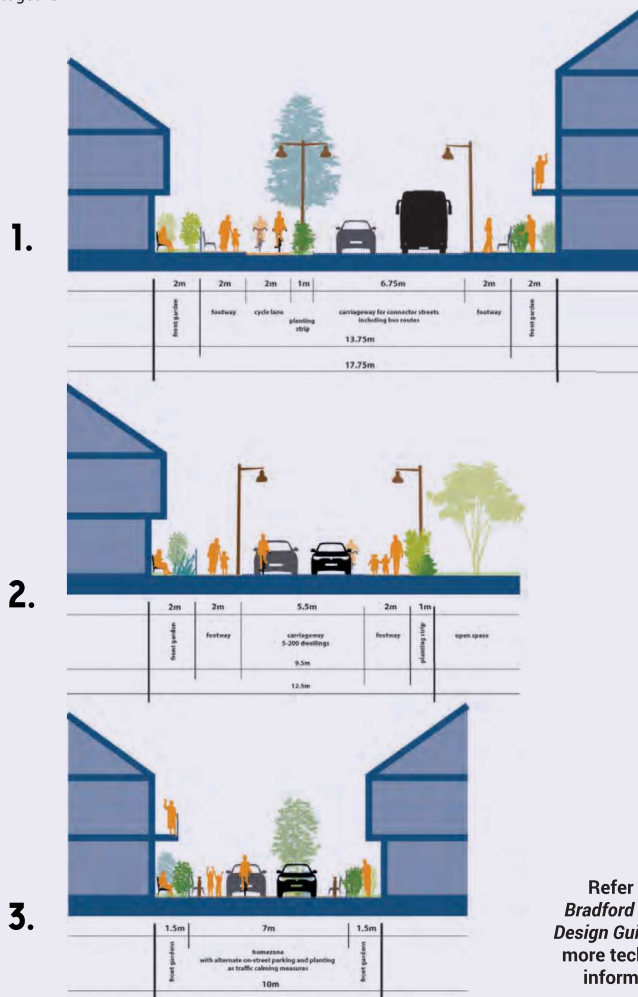 1.
2m 2m 2m 1m 6.75m 2m 2m
front garden
footway
cycle lane
planting
strip
carriageway for connector streets
including bus routes
footway
front garden
13.75m
17.75m
2.
2m 2m 5.5m 2m 1m
front garden
footway
carriageway
5-200 dwellings
footway
planting strip
open space
9.5m
12.5m
3.
1.5m 7m 1.5m
front gardens
homezone
with alternate on-street parking and planting
as traffic calming measures
front gardens
10m
Refer
Bradford
Design Gui
more tech
inform